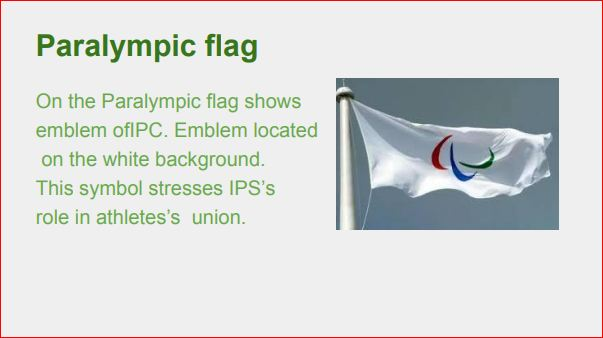 Paralympic flag
On the Paralympic flag shows
emblem ofIPC. Emblem located
on the white background.
This symbol stresses IPS’s
role in athletes’s union.